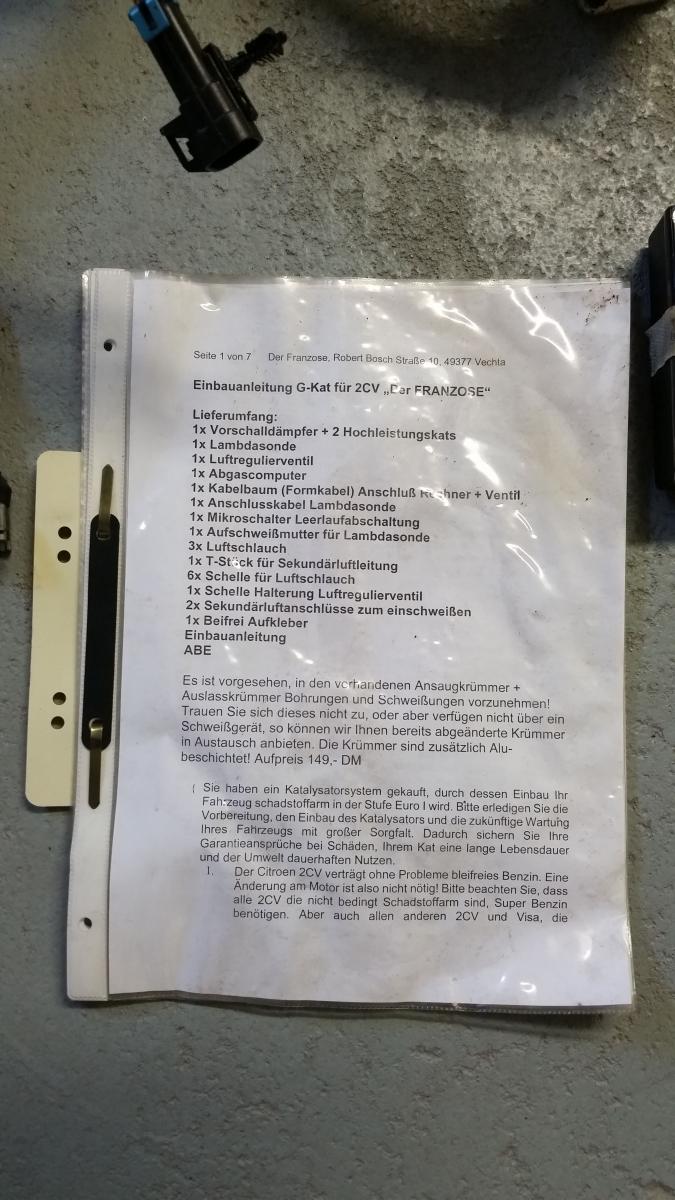 Seite 1 von 7 Der Franzose, Robert Bosch Straße 10, 49377 Vechta
Einbauanleitung G-Kat für 2CV „Der FRANZOSE“
Lieferumfang:
1x Vorschalldämpfer + 2 Hochleistungskats
1x Lambdasonde
1x Luftregulierventil
1x Abgascomputer
1x Kabelbaum (Formkabel) Anschluß Rechner + Ventil
1x Anschlusskabel Lambdasonde
1x Mikroschalter Leerlaufabschaltung
1x Aufschweißmutter für Lambdasonde
3x Luftschlauch
1x T-Stück für Sekundärluftleitung
6x Schelle für Luftschlauch
1x Schelle Halterung Luftregulierventil
2x Sekundärluftanschlüsse zum einschweißen
1x Beifrei Aufkleber
Einbauanleitung
ABE
Es ist vorgesehen, in den vorhandenen Ansaugkrümmer +
Auslasskrümmer Bohrungen und Schweißungen vorzunehmen!
Trauen Sie sich dieses nicht zu, oder aber verfügen nicht über ein
Schweißgerät, so können wir Ihnen bereits abgeänderte Krümmer
in Austausch anbieten. Die Krümmer sind zusätzlich Alu-
beschichtet! Aufpreis 149,- DM
( Sie haben ein Katalysatorsystem gekauft, durch dessen Einbau Ihr
Fahrzeug schadstoffarm in der Stufe Euro I wird. Bitte erledigen Sie die
Vorbereitung, den Einbau des Katalysators und die zukünftige Wartung
Ihres Fahrzeugs mit großer Sorgfalt. Dadurch sichern Sie Ihre
Garantieansprüche bei Schäden, Ihrem Kat eine lange Lebensdauer
und der Umwelt dauerhaften Nutzen.
1. Der Citroen 2CV verträgt ohne Probleme bleifreies Benzin. Eine
Änderung am Motor ist also nicht nötig! Bitte beachten Sie, dass
alle 2CV die nicht bedingt Schadstoffarm sind, Super Benzin
benötigen. Aber auch allen anderen 2CV und Visa, die